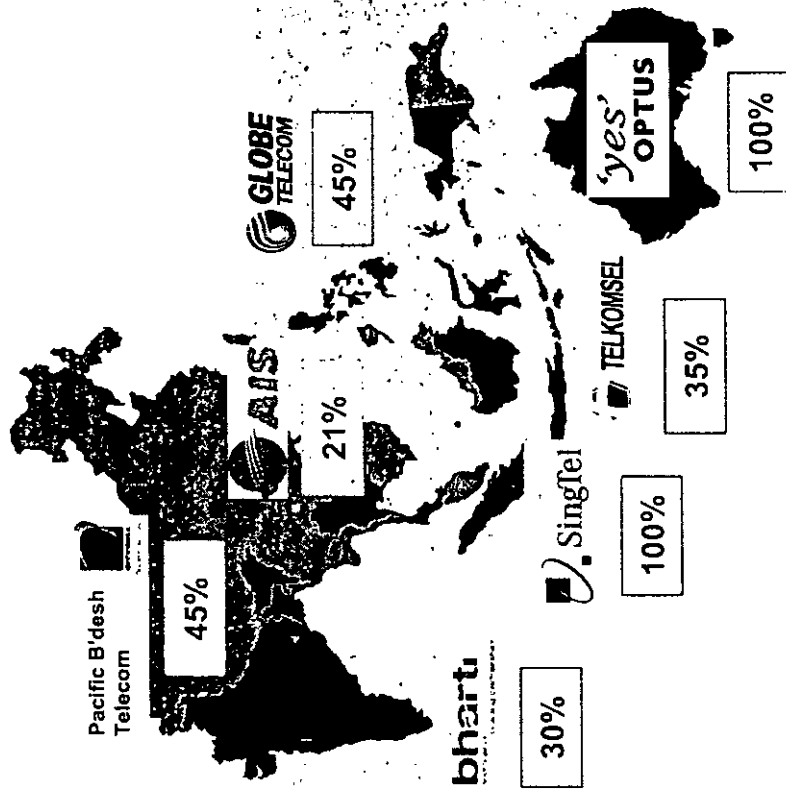 Pacific B'desh
Telecom
45%
GLOBE
TELECOM
45%
AIS
21%
bharti
30%
SingTel
100%
TELKOMSEL
35%
'yes'
OPTUS
100%